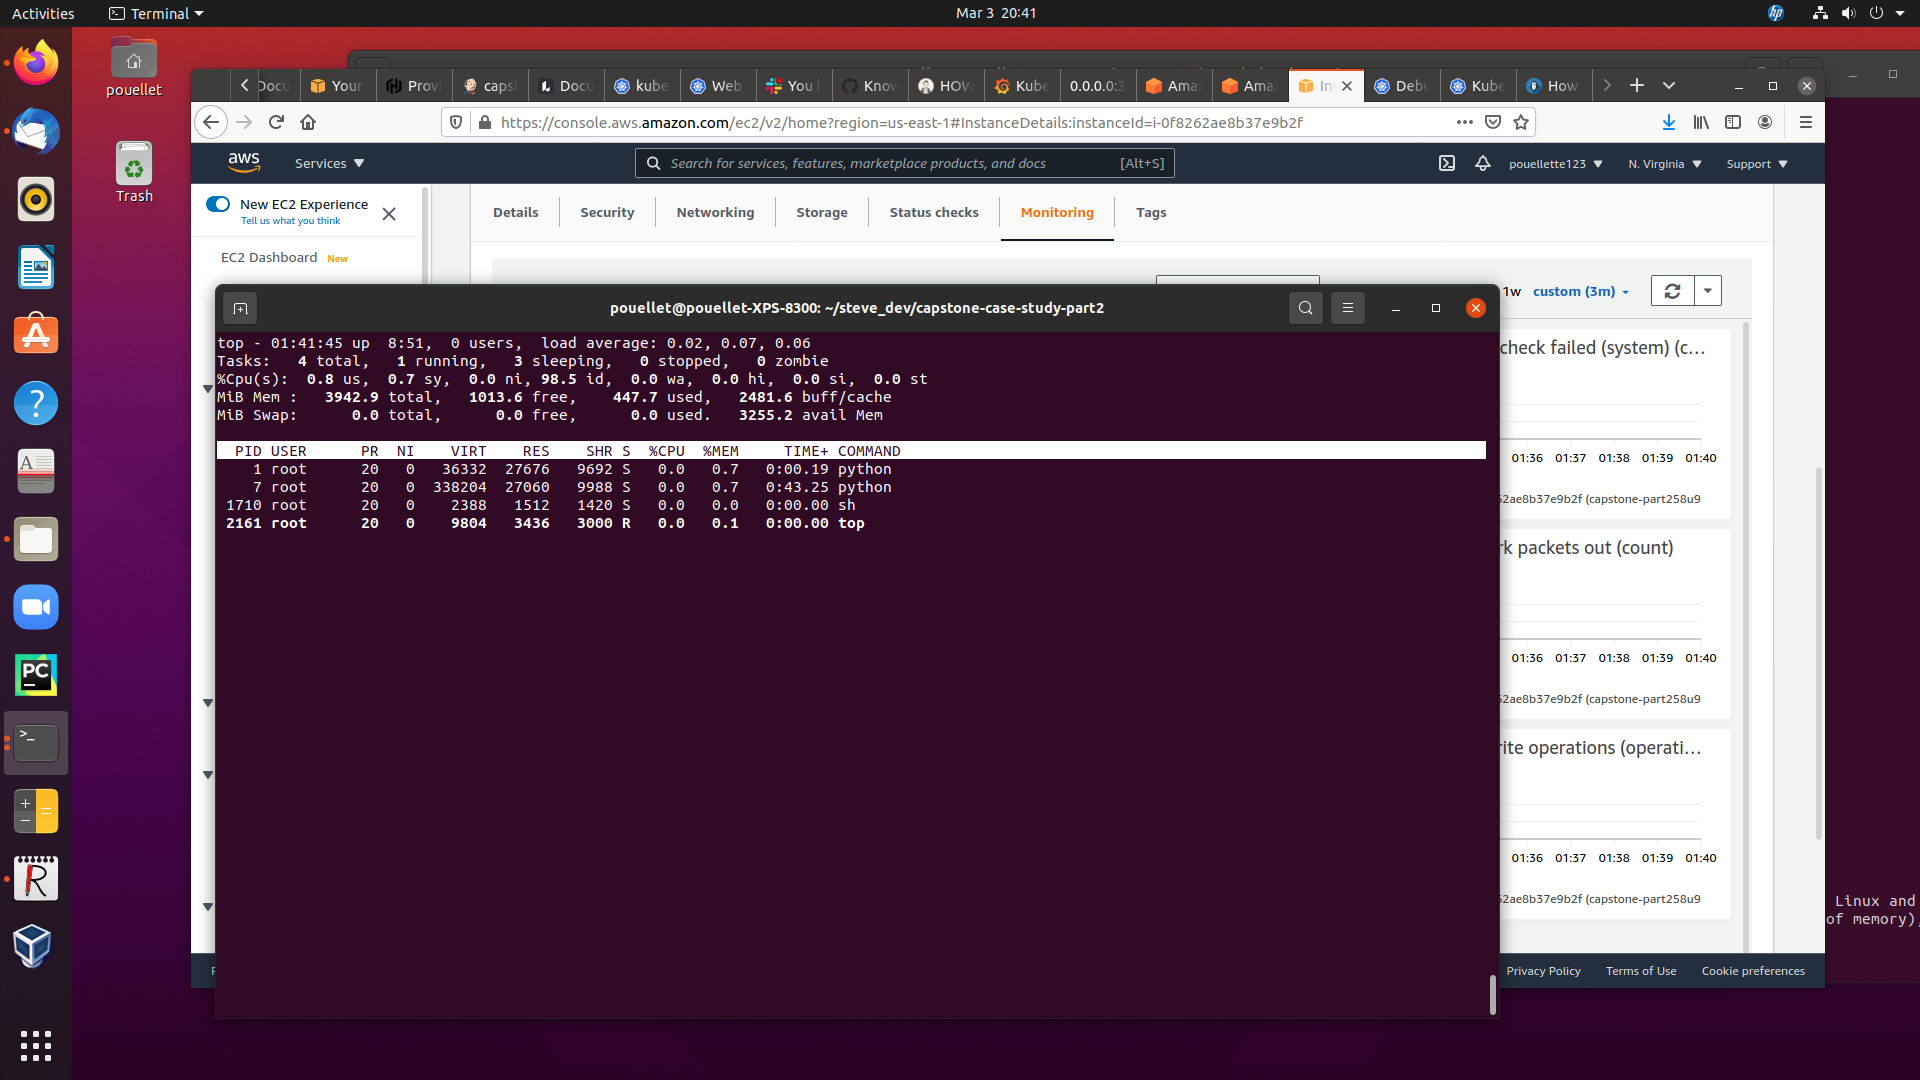 Activities
Terminal
Mar 3 20:41
pouellet
Trash
Your
Provi
caps
Docu
kube
Web
You
Know
HOW
Kube
0.0.0.0:3
Amaz
Amaz
Ins
Debu
Kube
How
https://console.aws.amazon.com/ec2/v2/home?region=us-east-1#InstanceDetails:instanceId=i-0f8262ae8b37e9b2f
aws
Services
Search for services, features, marketplace products, and docs
[Alt+S]
pouellette123
N. Virginia
Support
New EC2 Experience
Tell us what you think
EC2 Dashboard New
Details
Security
Networking
Storage
Status checks
Monitoring
Tags
1w custom (3m)
pouellet@pouellet-XPS-8300: ~/steve_dev/capstone-case-study-part2
top - 01:41:45 up  8:51,  0 users,  load average: 0.02, 0.07, 0.06
Tasks:   4 total,   1 running,   3 sleeping,   0 stopped,   0 zombie
%Cpu(s):  0.8 us,  0.7 sy,  0.0 ni, 98.5 id,  0.0 wa,  0.0 hi,  0.0 si,  0.0 st
MiB Mem :   3942.9 total,   1013.6 free,    447.7 used,   2481.6 buff/cache
MiB Swap:      0.0 total,      0.0 free,      0.0 used.   3255.2 avail Mem
PID USER      PR  NI    VIRT    RES    SHR S  %CPU  %MEM     TIME+ COMMAND
1 root      20   0   36332  27676   9692 S   0.0   0.7   0:00.19 python
7 root      20   0  338204  27060   9988 S   0.0   0.7   0:43.25 python
1710 root      20   0    2388   1512   1420 S   0.0   0.0   0:00.00 sh
2161 root      20   0    9804   3436   3000 R   0.0   0.1   0:00.00 top
check failed (system) (c…
01:36 01:37 01:38 01:39 01:40
62ae8b37e9b2f (capstone-part258u9
rk packets out (count)
01:36 01:37 01:38 01:39 01:40
62ae8b37e9b2f (capstone-part258u9
rite operations (operati…
01:36 01:37 01:38 01:39 01:40
62ae8b37e9b2f (capstone-part258u9
Linux and
of memory),
Privacy Policy
Terms of Use
Cookie preferences